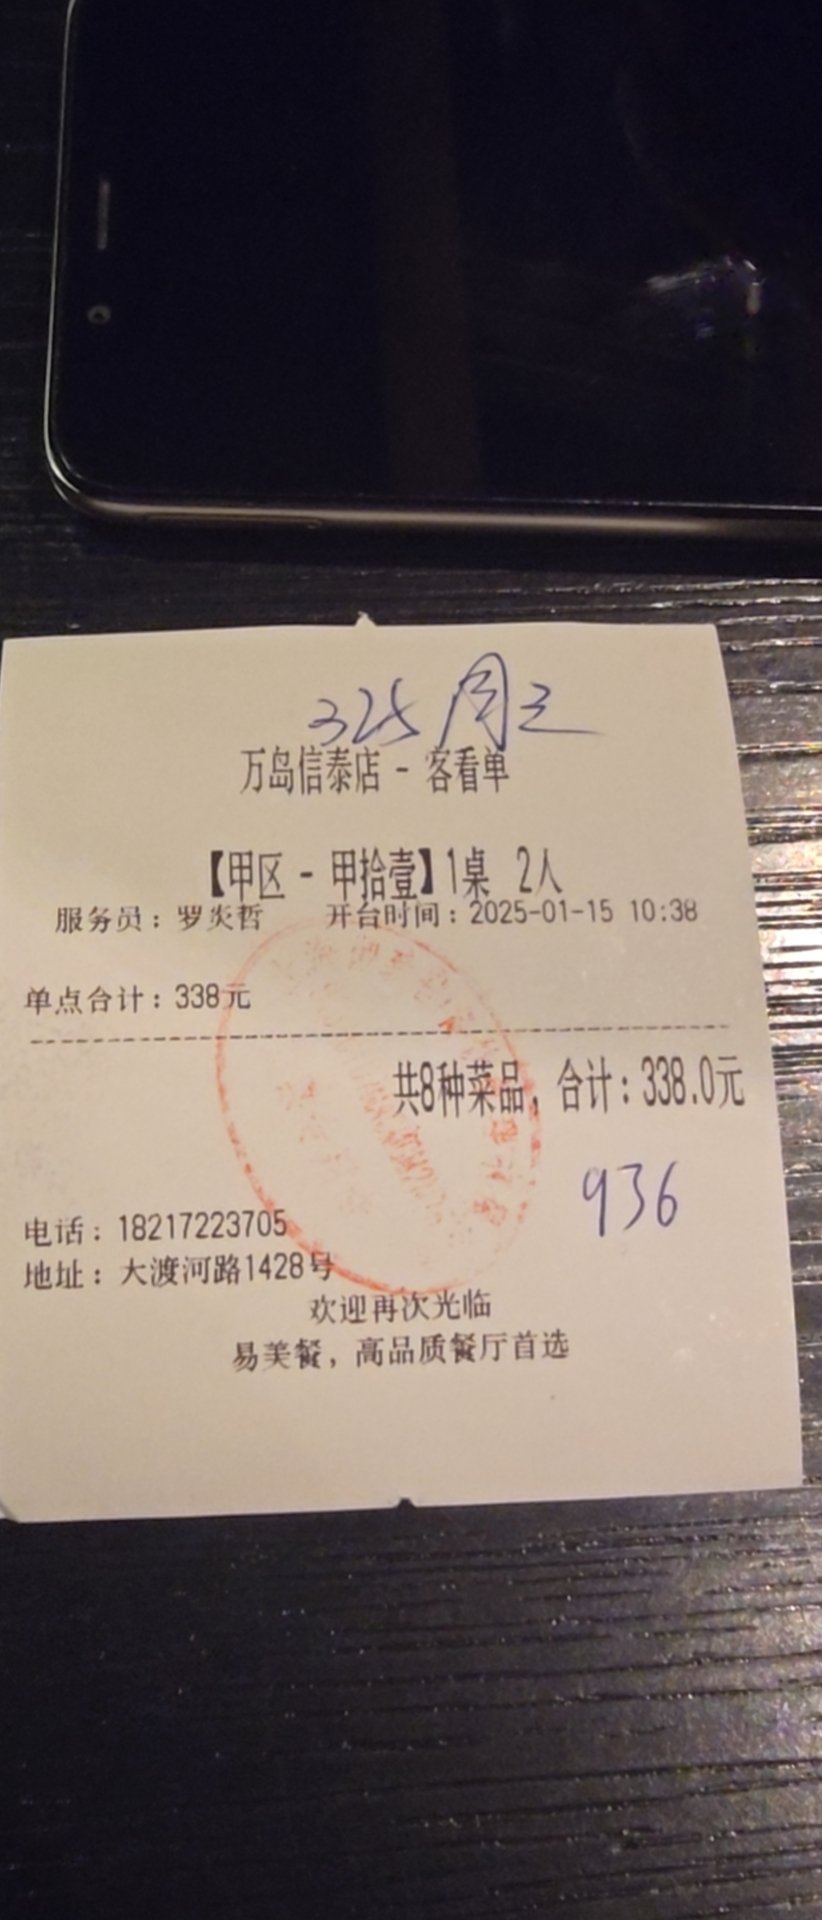 325 周三
万岛信泰店 - 客看单
【甲区 - 甲拾壹】1桌 2人
服务员：罗炎哲 开台时间：2025-01-15 10:38
单点合计：338元
共8种菜品，合计：338.0元
936
电话：18217223705
地址：大渡河路1428号
欢迎再次光临
易美餐，高品质餐厅首选